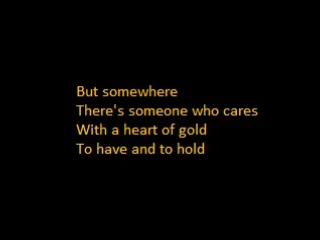 But somewhere
There's someone who cares
With a heart of gold
To have and to hold